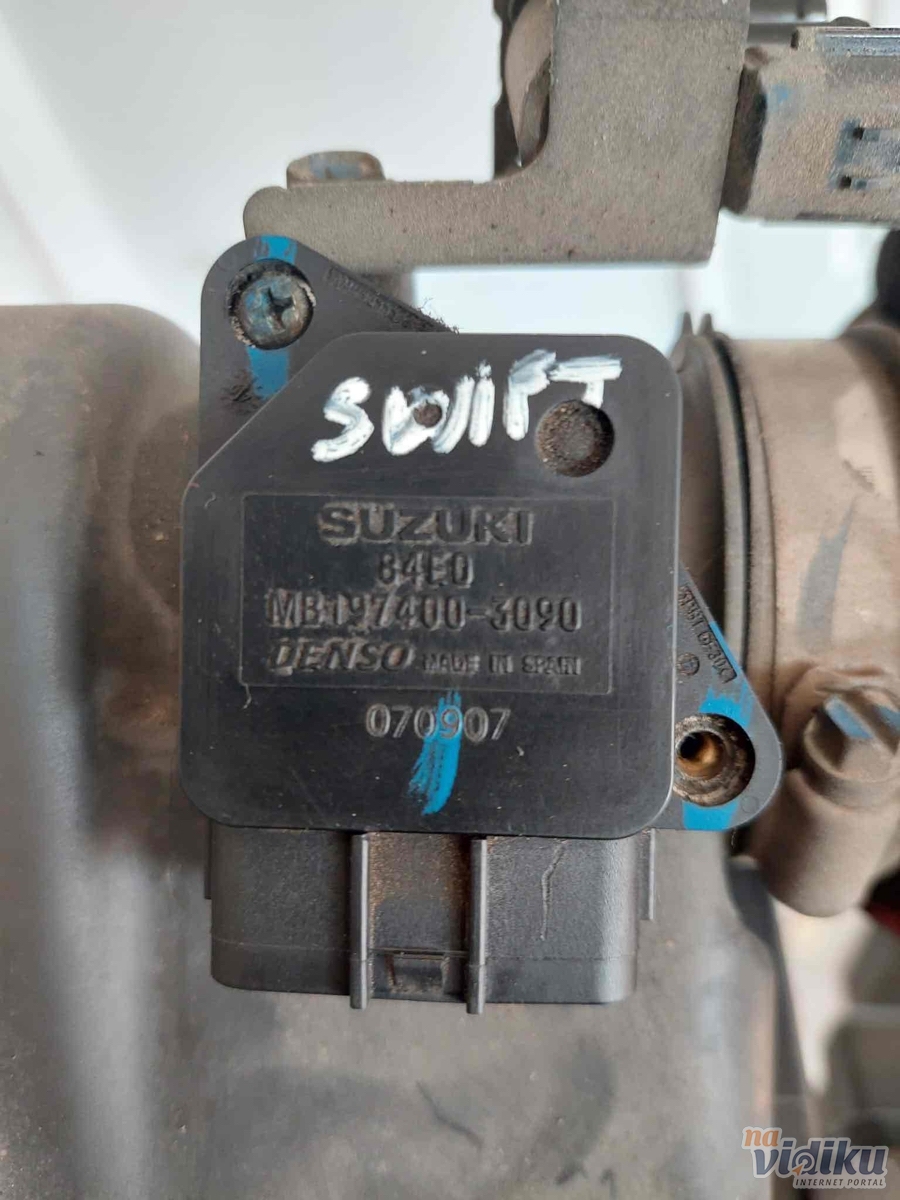 SWIFT
SUZUKI
84E0
MB197400-3090
DENSO MADE IN SPAIN
070907
na
vidiku
INTERNET PORTAL